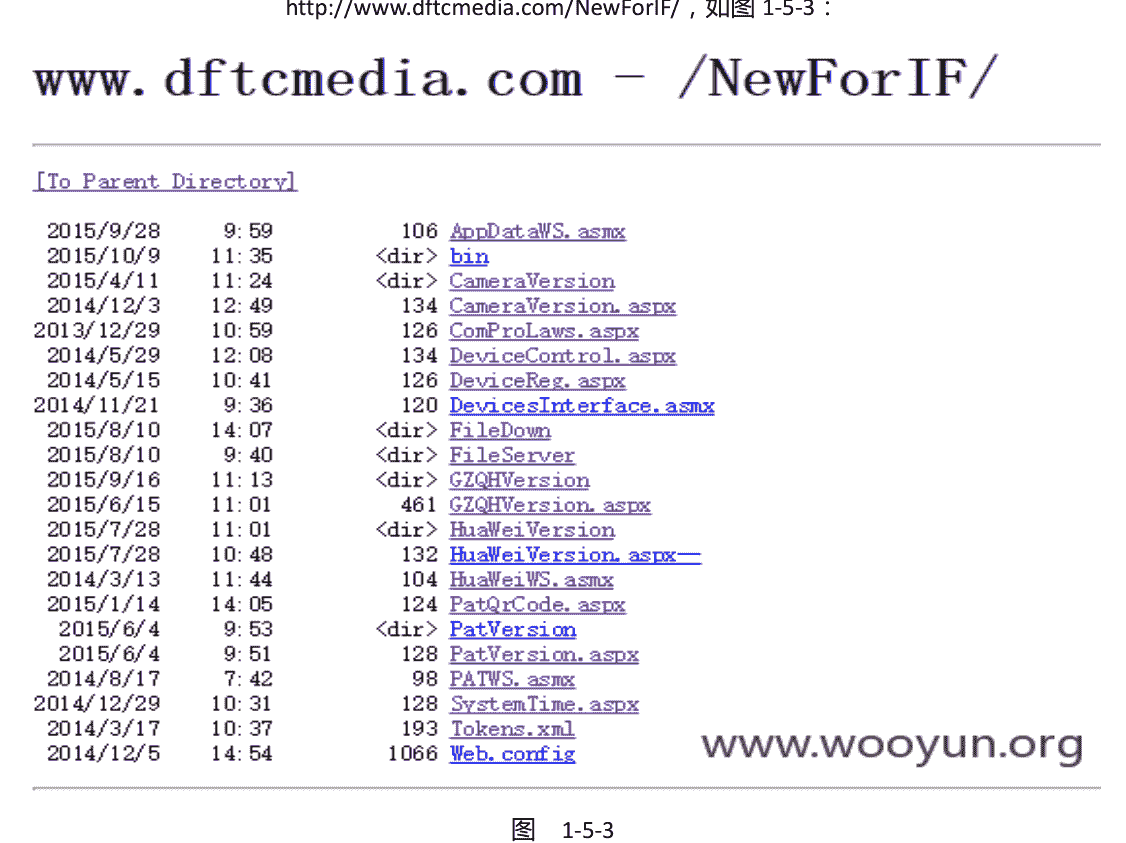 http://www.dftcmedia.com/NewForIF/，如图 1-5-3：
www.dftcmedia.com - /NewForIF/
[To Parent Directory]
2015/9/28 9:59 106 AppDataWS.asmx
2015/10/9 11:35 <dir> bin
2015/4/11 11:24 <dir> CameraVersion
2014/12/3 12:49 134 CameraVersion.aspx
2013/12/29 10:59 126 ComProLaws.aspx
2014/5/29 12:08 134 DeviceControl.aspx
2014/5/15 10:41 126 DeviceReg.aspx
2014/11/21 9:36 120 DevicesInterface.asmx
2015/8/10 14:07 <dir> FileDown
2015/8/10 9:40 <dir> FileServer
2015/9/16 11:13 <dir> GZQHVersion
2015/6/15 11:01 461 GZQHVersion.aspx
2015/7/28 11:01 <dir> HuaWeiVersion
2015/7/28 10:48 132 HuaWeiVersion.aspx—
2014/3/13 11:44 104 HuaWeiWS.asmx
2015/1/14 14:05 124 PatQrCode.aspx
2015/6/4 9:53 <dir> PatVersion
2015/6/4 9:51 128 PatVersion.aspx
2014/8/17 7:42 98 PATWS.asmx
2014/12/29 10:31 128 SystemTime.aspx
2014/3/17 10:37 193 Tokens.xml
2014/12/5 14:54 1066 Web.config
www.wooyun.org
图 1-5-3